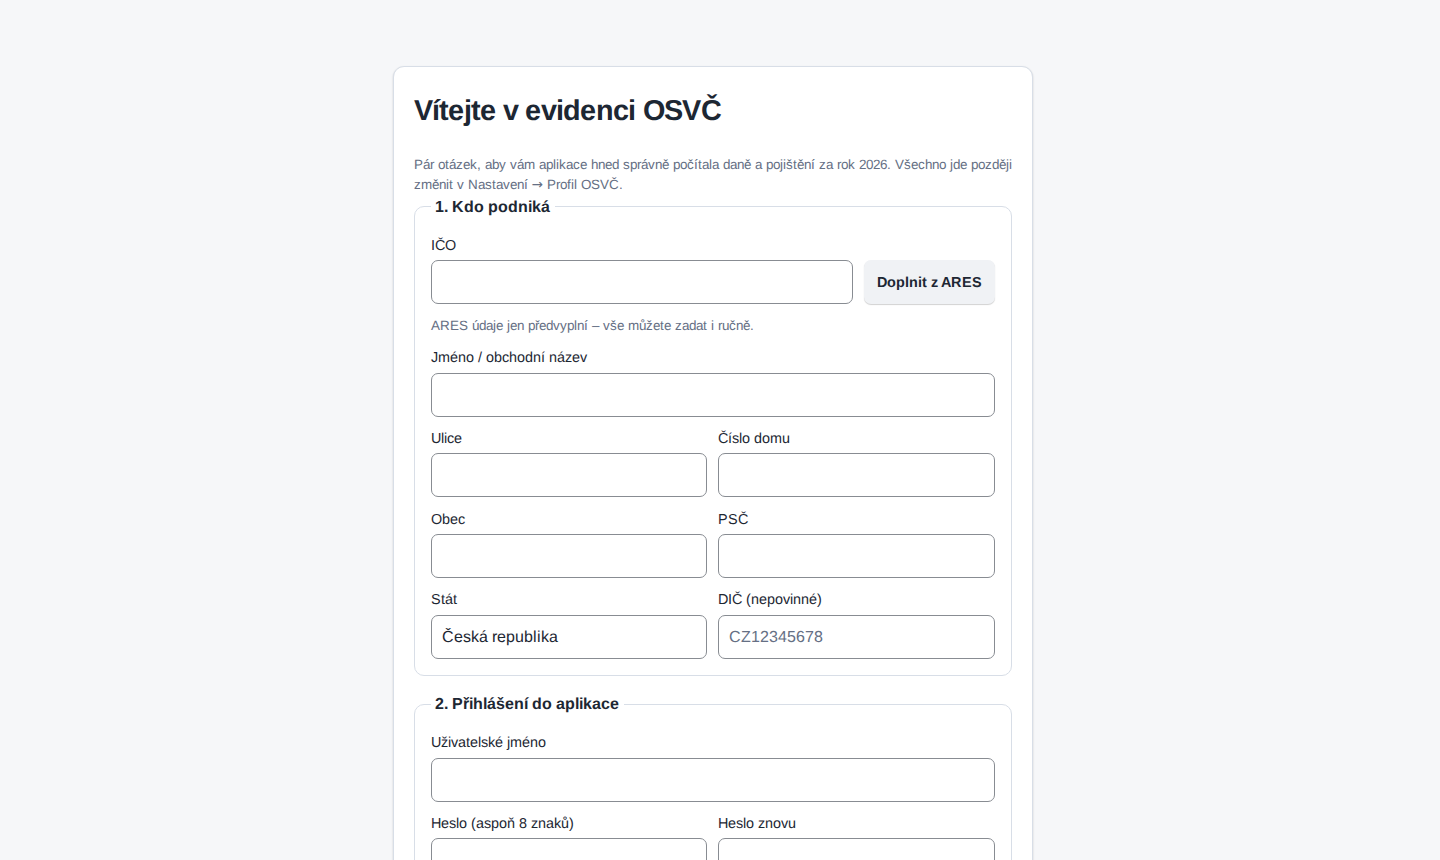 Vítejte v evidenci OSVČ
Pár otázek, aby vám aplikace hned správně počítala daně a pojištění za rok 2026. Všechno jde později
změnit v Nastavení → Profil OSVČ.
1. Kdo podniká
IČO
Doplnit z ARES
ARES údaje jen předvyplní – vše můžete zadat i ručně.
Jméno / obchodní název
Ulice
Číslo domu
Obec
PSČ
Stát
DIČ (nepovinné)
Česká republika
CZ12345678
2. Přihlášení do aplikace
Uživatelské jméno
Heslo (aspoň 8 znaků)
Heslo znovu